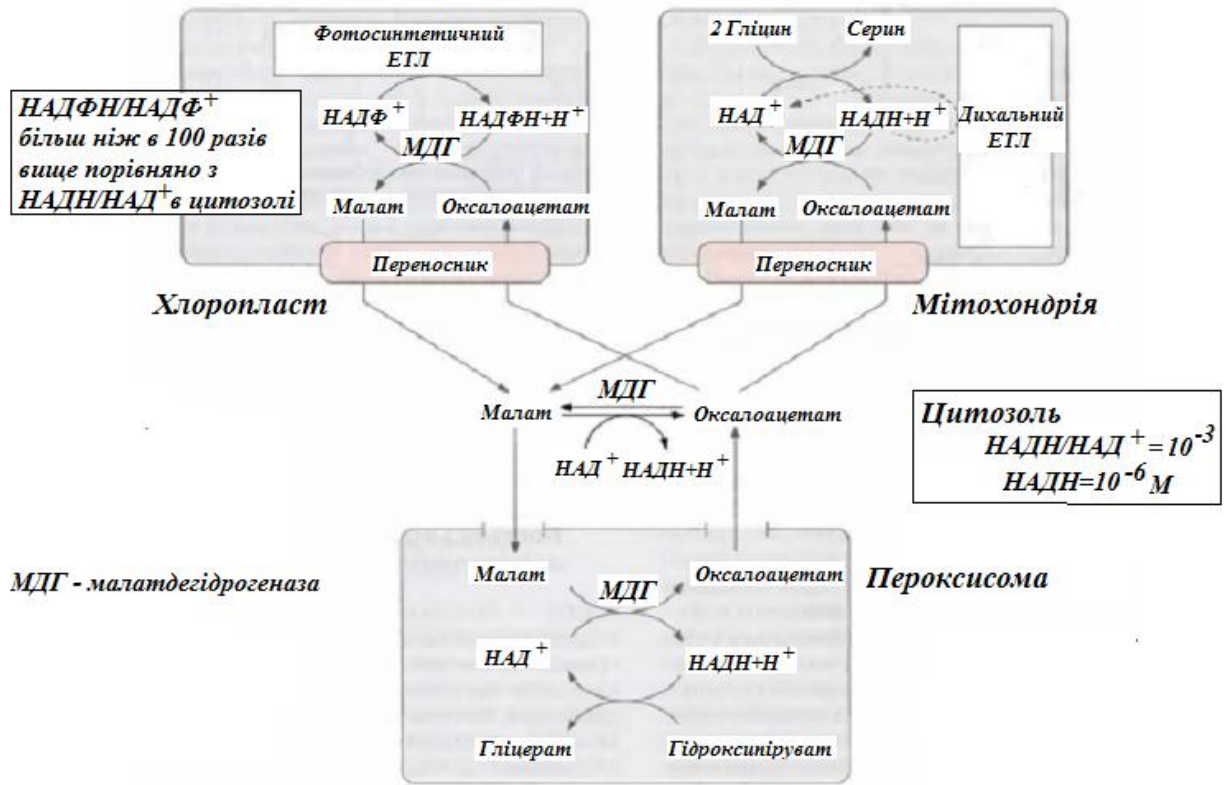 Фотосинтетичний
ЕТЛ
НАДФН/НАДФ+
більш ніж в 100 разів
вище порівняно з
НАДН/НАД+ в цитозолі
НАДФ+
НАДФН+Н+
МДГ
Малат
Оксалоацетат
Переносник
Хлоропласт
2 Гліцин
Серин
НАД+
НАДН+Н+
Дихальний
ЕТЛ
МДГ
Малат
Оксалоацетат
Переносник
Мітохондрія
МДГ
Малат
Оксалоацетат
НАД+ НАДН+Н+
Цитозоль
НАДН/НАД+=10-3
НАДН=10-6 М
МДГ - малатдегідрогеназа
Малат
МДГ
Оксалоацетат
Пероксисома
НАД+
НАДН+Н+
Гліцерат
Гідроксипіруват